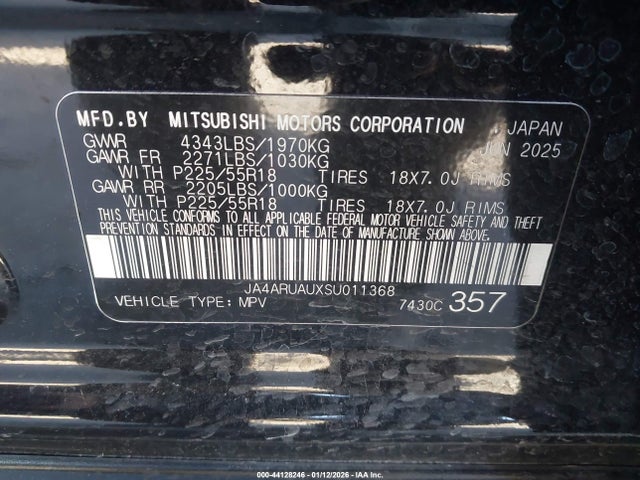 MFD.BY MITSUBISHI MOTORS CORPORATION JAPAN
GVWR 4343LBS/1970KG JUN 2025
GAWR FR 2271LBS/1030KG
WITH P225/55R18 TIRES 18X7.0J RIMS
GAWR RR 2205LBS/1000KG
WITH P225/55R18 TIRES 18X7.0J RIMS
THIS VEHICLE CONFORMS TO ALL APPLICABLE FEDERAL MOTOR VEHICLE SAFETY AND THEFT
PREVENTION STANDARDS IN EFFECT ON THE DATE OF MANUFACTURE SHOWN ABOVE.
JA4ARUAUXSU011368
VEHICLE TYPE: MPV 7430C 357
000-44128246 - 01/12/2026 - IAA Inc.